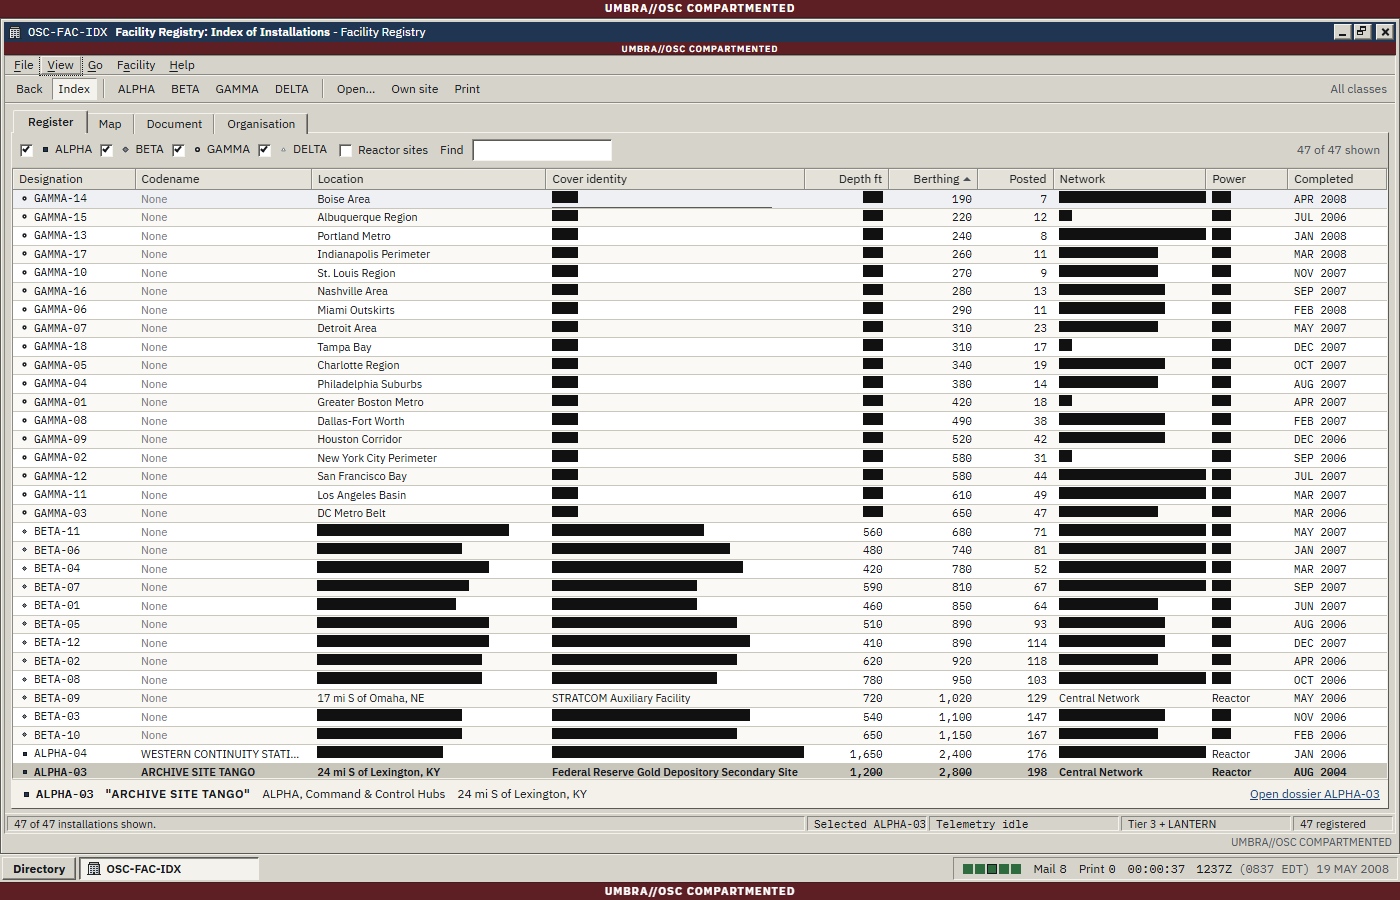 UMBRA//OSC COMPARTMENTED
OSC-FAC-IDX Facility Registry: Index of Installations - Facility Registry
UMBRA//OSC COMPARTMENTED
File View Go Facility Help
Back Index ALPHA BETA GAMMA DELTA Open... Own site Print All classes
Register Map Document Organisation
ALPHA BETA GAMMA DELTA Reactor sites Find 47 of 47 shown
Designation Codename Location Cover identity Depth ft Berthing Posted Network Power Completed
GAMMA-14 None Boise Area 190 7 APR 2008
GAMMA-15 None Albuquerque Region 220 12 JUL 2006
GAMMA-13 None Portland Metro 240 8 JAN 2008
GAMMA-17 None Indianapolis Perimeter 260 11 MAR 2008
GAMMA-10 None St. Louis Region 270 9 NOV 2007
GAMMA-16 None Nashville Area 280 13 SEP 2007
GAMMA-06 None Miami Outskirts 290 11 FEB 2008
GAMMA-07 None Detroit Area 310 23 MAY 2007
GAMMA-18 None Tampa Bay 310 17 DEC 2007
GAMMA-05 None Charlotte Region 340 19 OCT 2007
GAMMA-04 None Philadelphia Suburbs 380 14 AUG 2007
GAMMA-01 None Greater Boston Metro 420 18 APR 2007
GAMMA-08 None Dallas-Fort Worth 490 38 FEB 2007
GAMMA-09 None Houston Corridor 520 42 DEC 2006
GAMMA-02 None New York City Perimeter 580 31 SEP 2006
GAMMA-12 None San Francisco Bay 580 44 JUL 2007
GAMMA-11 None Los Angeles Basin 610 49 MAR 2007
GAMMA-03 None DC Metro Belt 650 47 MAR 2006
BETA-11 None 560 680 71 MAY 2007
BETA-06 None 480 740 81 JAN 2007
BETA-04 None 420 780 52 MAR 2007
BETA-07 None 590 810 67 SEP 2007
BETA-01 None 460 850 64 JUN 2007
BETA-05 None 510 890 93 AUG 2006
BETA-12 None 410 890 114 DEC 2007
BETA-02 None 620 920 118 APR 2006
BETA-08 None 780 950 103 OCT 2006
BETA-09 None 17 mi S of Omaha, NE STRATCOM Auxiliary Facility 720 1,020 129 Central Network Reactor MAY 2006
BETA-03 None 540 1,100 147 NOV 2006
BETA-10 None 650 1,150 167 FEB 2006
ALPHA-04 WESTERN CONTINUITY STATI... 1,650 2,400 176 Reactor JAN 2006
ALPHA-03 ARCHIVE SITE TANGO 24 mi S of Lexington, KY Federal Reserve Gold Depository Secondary Site 1,200 2,800 198 Central Network Reactor AUG 2004
ALPHA-03 "ARCHIVE SITE TANGO" ALPHA, Command & Control Hubs 24 mi S of Lexington, KY Open dossier ALPHA-03
47 of 47 installations shown. Selected ALPHA-03 Telemetry idle Tier 3 + LANTERN 47 registered
UMBRA//OSC COMPARTMENTED
Directory OSC-FAC-IDX Mail 8 Print 0 00:00:37 1237Z (0837 EDT) 19 MAY 2008
UMBRA//OSC COMPARTMENTED